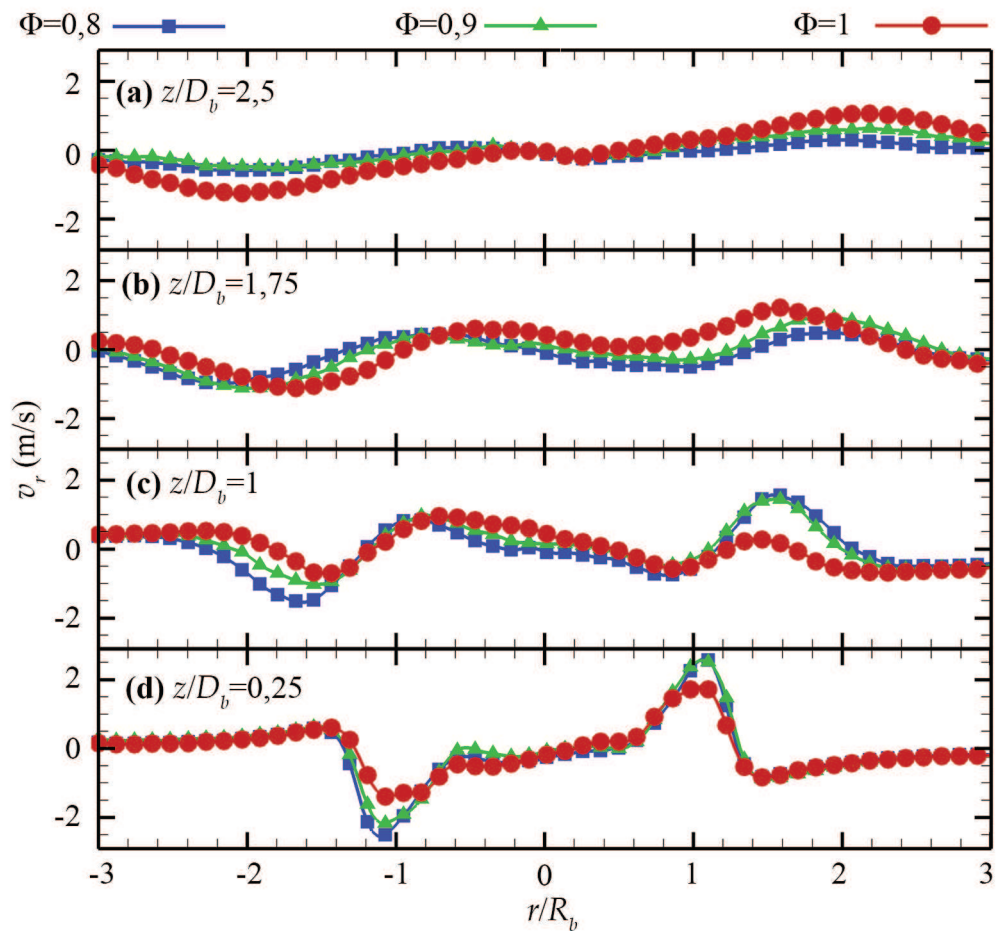 Φ=0,8 Φ=0,9 Φ=1
(a) z/D_b=2,5
2
0
-2
(b) z/D_b=1,75
2
0
-2
(c) z/D_b=1
2
0
-2
(d) z/D_b=0,25
2
0
-2
v_r (m/s)
-3 -2 -1 0 1 2 3
r/R_b